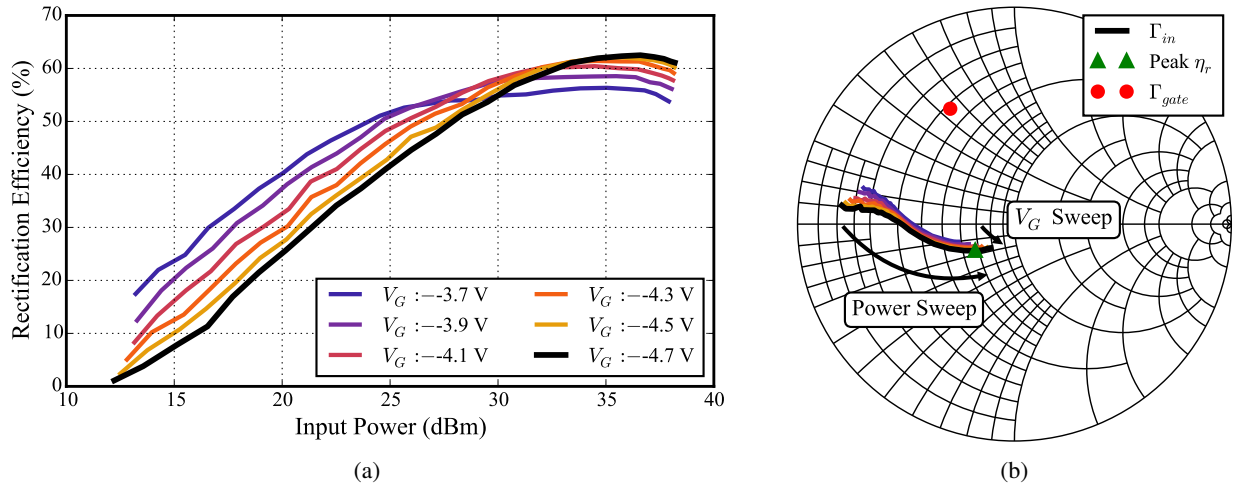 70
60
50
40
30
20
10
0
Rectification Efficiency (%)
10 15 20 25 30 35 40
Input Power (dBm)
V_G :−-3.7 V
V_G :−-3.9 V
V_G :−-4.1 V
V_G :−-4.3 V
V_G :−-4.5 V
V_G :−-4.7 V
(a)
Γ_in
Peak η_r
Γ_gate
V_G Sweep
Power Sweep
(b)